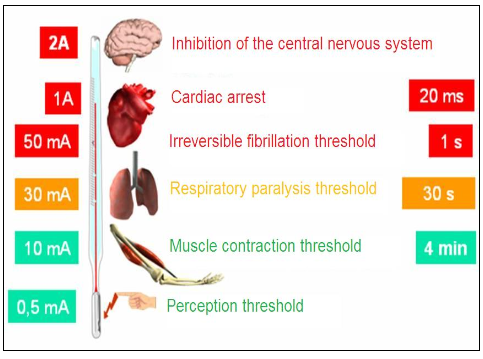 2A Inhibition of the central nervous system
1A Cardiac arrest 20 ms
50 mA Irreversible fibrillation threshold 1 s
30 mA Respiratory paralysis threshold 30 s
10 mA Muscle contraction threshold 4 min
0,5 mA Perception threshold